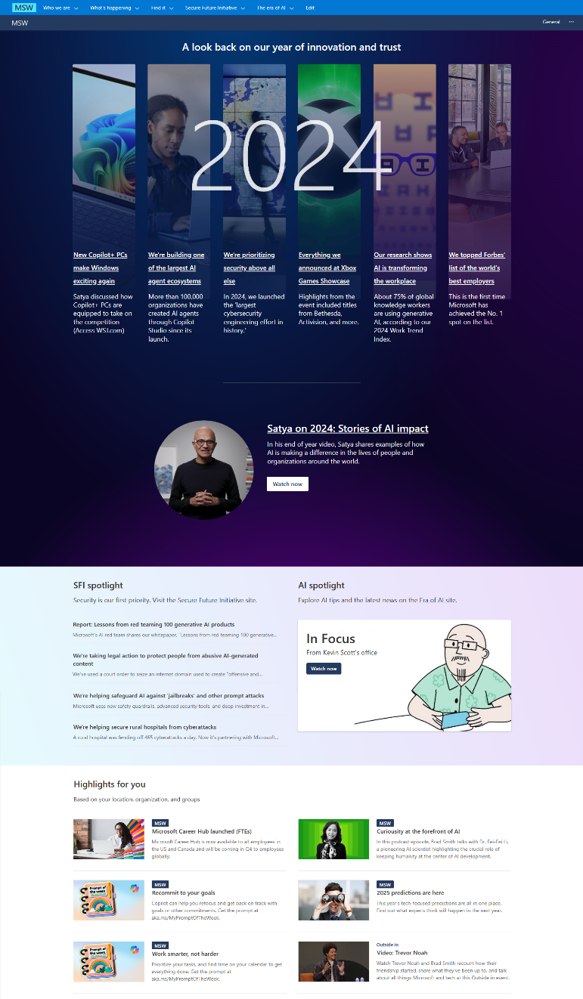 MSW
Who we are
What's happening
Find it
Secure Future Initiative
The era of AI
Edit
MSW
General
A look back on our year of innovation and trust
2024
New Copilot+ PCs
make Windows
exciting again
Satya discussed how
Copilot+ PCs are
equipped to take on
the competition
(Access WSJ.com)
We're building one
of the largest AI
agent ecosystems
More than 100,000
organizations have
created AI agents
through Copilot
Studio since its
launch.
We're prioritizing
security above all
else
In 2024, we launched
the 'largest
cybersecurity
engineering effort in
history.'
Everything we
announced at Xbox
Games Showcase
Highlights from the
event included titles
from Bethesda,
Activision, and more.
Our research shows
AI is transforming
the workplace
About 75% of global
knowledge workers
are using generative
AI, according to our
2024 Work Trend
Index.
We topped Forbes'
list of the world's
best employers
This is the first time
Microsoft has
achieved the No. 1
spot on the list.
Satya on 2024: Stories of AI impact
In his end of year video, Satya shares examples of how
AI is making a difference in the lives of people and
organizations around the world.
Watch now
SFI spotlight
Security is our first priority. Visit the Secure Future Initiative site.
Report: Lessons from red teaming 100 generative AI products
Microsoft's AI red team shares our whitepaper, "Lessons from red teaming 100 generative...
We're taking legal action to protect people from abusive AI-generated
content
We've used a court order to seize an internet domain used to create "offensive and...
We're helping safeguard AI against 'jailbreaks' and other prompt attacks
Microsoft uses new safety guardrails, advanced security tools, and deep investment in...
We're helping secure rural hospitals from cyberattacks
A rural hospital was fending off 465 cyberattacks a day. Now it's partnering with Microsoft...
AI spotlight
Explore AI tips and the latest news on the Era of AI site.
In Focus
From Kevin Scott's office
Watch now
Highlights for you
Based on your location, organization, and groups
MSW
Microsoft Career Hub launched (FTEs)
Microsoft Career Hub is now available to all employees in
the US and Canada and will be coming in Q4 to employees
globally.
MSW
Curiousity at the forefront of AI
In this podcast episode, Brad Smith talks with Dr. Fei-Fei Li,
a pioneering AI scientist highlighting the crucial role of
keeping humanity at the center of AI development.
Prompt of
the week
MSW
Recommit to your goals
Copilot can help you refocus and get back on track with
goals or other commitments. Get the prompt at
aka.ms/MyPromptOfTheWeek.
MSW
2025 predictions are here
This year's tech-focused predictions are all in one place.
Find out what experts think will happen in the next year.
Prompt of
the week
MSW
Work smarter, not harder
Prioritize your tasks, and find time on your calendar to get
everything done. Get the prompt at
aka.ms/MyPromptOfTheWeek.
Outside in
Video: Trevor Noah
Watch Trevor Noah and Brad Smith recount how their
friendship started, share what they've been up to, and talk
about all things Microsoft and tech at this Outside in event.